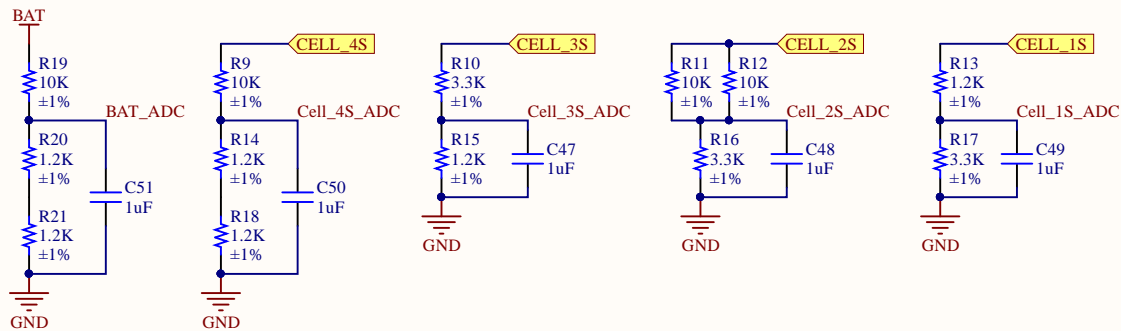 BAT
R19
10K
±1%
BAT_ADC
R20
1.2K
±1%
C51
1uF
R21
1.2K
±1%
GND
CELL_4S
R9
10K
±1%
Cell_4S_ADC
R14
1.2K
±1%
C50
1uF
R18
1.2K
±1%
GND
CELL_3S
R10
3.3K
±1%
Cell_3S_ADC
R15
1.2K
±1%
C47
1uF
GND
CELL_2S
R11
10K
±1%
R12
10K
±1%
Cell_2S_ADC
R16
3.3K
±1%
C48
1uF
GND
CELL_1S
R13
1.2K
±1%
Cell_1S_ADC
R17
3.3K
±1%
C49
1uF
GND